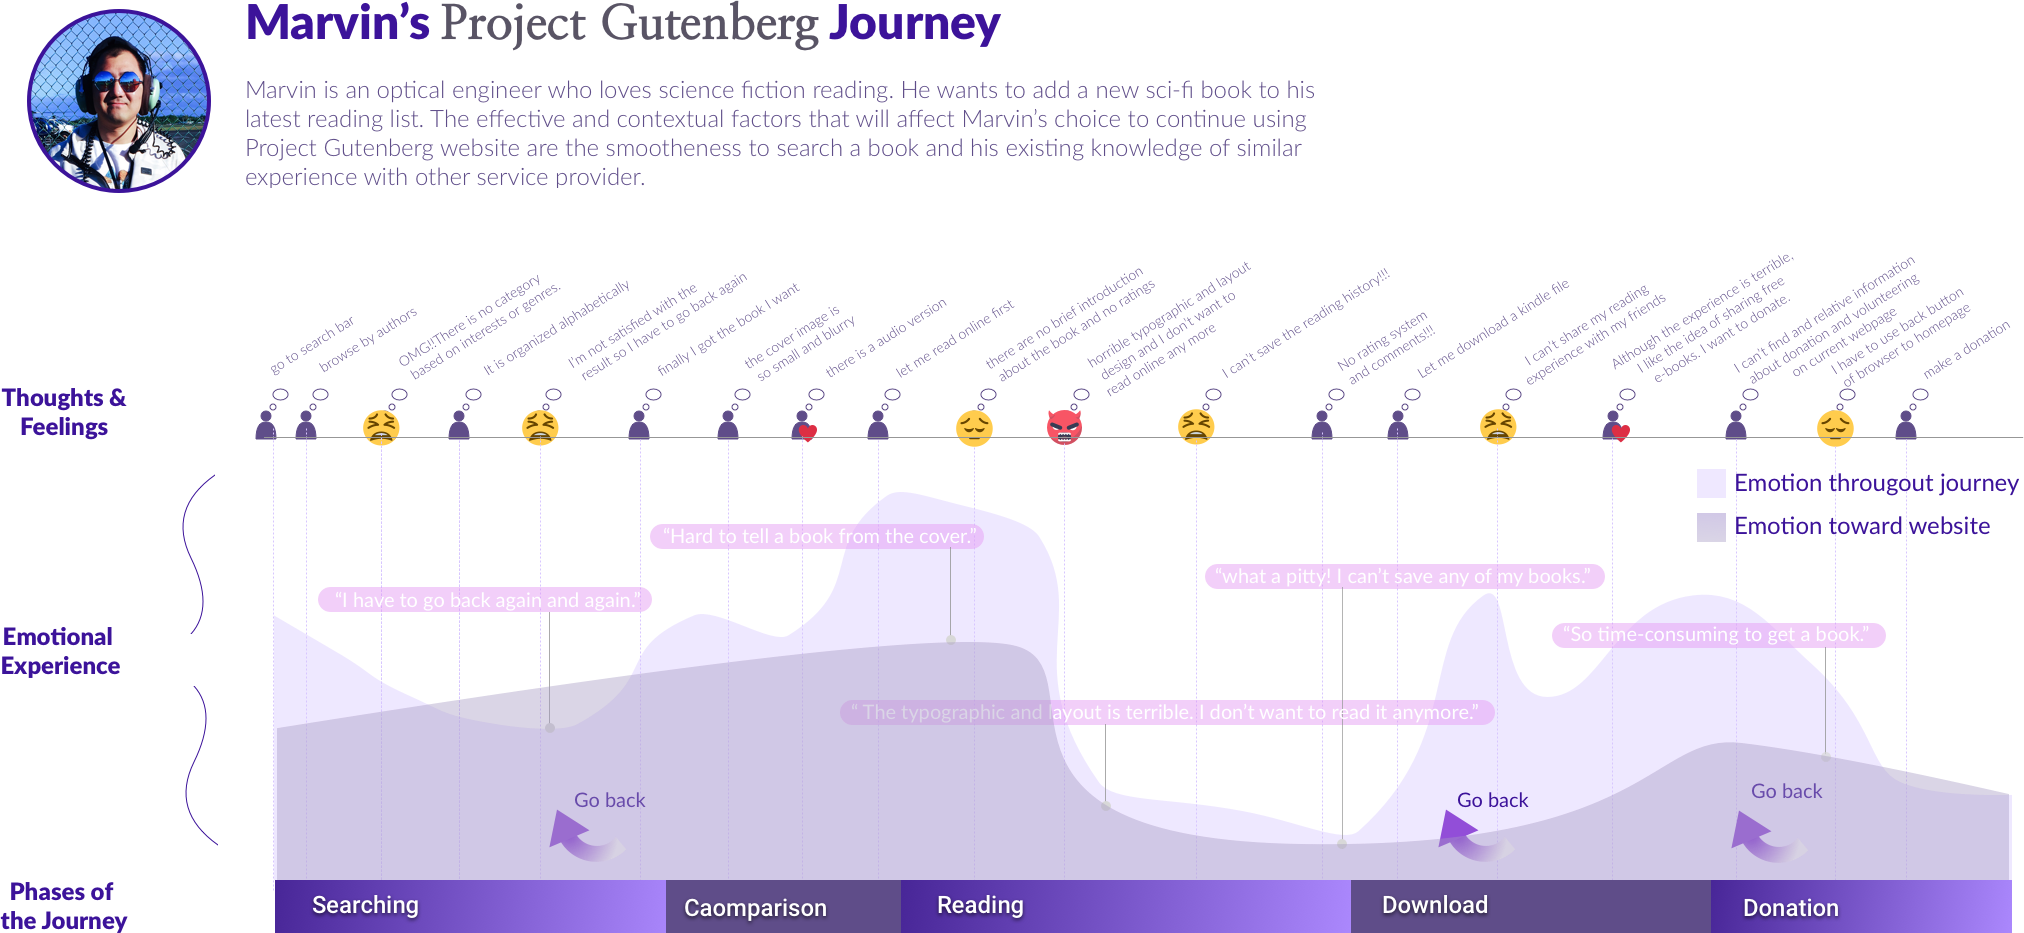 Marvin’s Project Gutenberg Journey
Marvin is an optical engineer who loves science fiction reading. He wants to add a new sci-fi book to his
latest reading list. The effective and contextual factors that will affect Marvin’s choice to continue using
Project Gutenberg website are the smootheness to search a book and his existing knowledge of similar
experience with other service provider.
Thoughts &
Feelings
go to search bar
browse by authors
OMG!!There is no category
based on interests or genres.
It is organized alphabetically
I’m not satisfied with the
result so I have to go back again
finally I got the book I want
the cover image is
so small and blurry
there is a audio version
let me read online first
there are no brief introduction
about the book and no ratings
horrible typographic and layout
design and I don’t want to
read online any more
I can’t save the reading history!!!
No rating system
and comments!!!
Let me download a kindle file
I can’t share my reading
experience with my friends
Although the experience is terrible,
I like the idea of sharing free
e-books. I want to donate.
I can’t find and relative information
about donation and volunteering
on current webpage
I have to use back button
of browser to homepage
make a donation
Emotion througout journey
Emotion toward website
Emotional
Experience
“I have to go back again and again.”
“Hard to tell a book from the cover.”
“ The typographic and layout is terrible. I don’t want to read it anymore.”
“what a pitty! I can’t save any of my books.”
“So time-consuming to get a book.”
Go back
Go back
Go back
Phases of
the Journey
Searching
Caomparison
Reading
Download
Donation